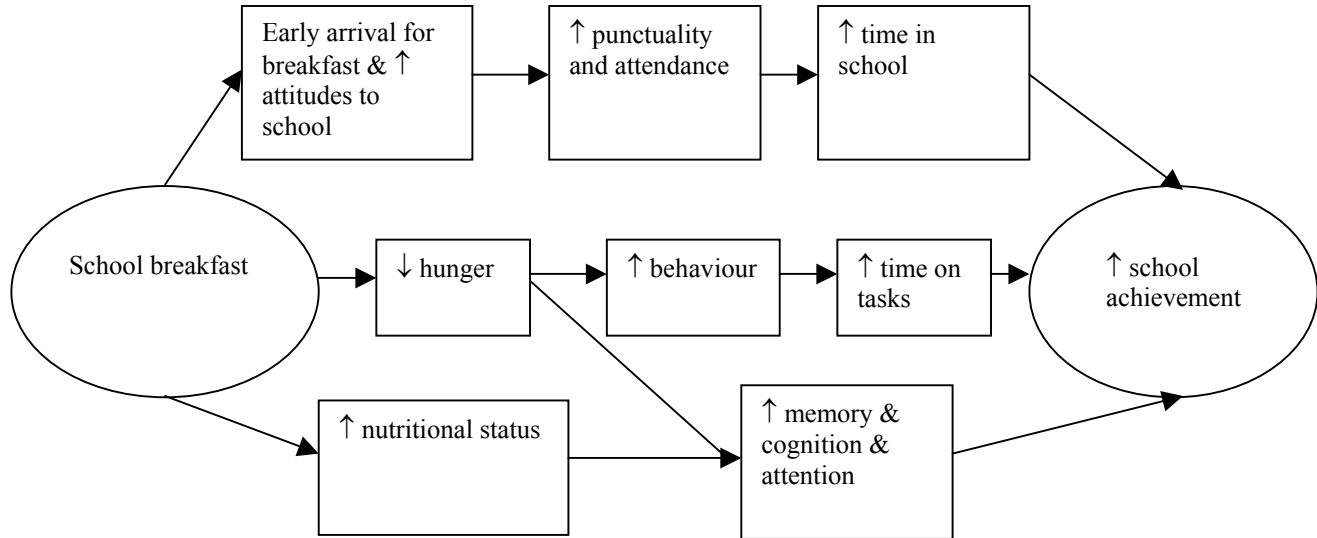 Early arrival for
breakfast & ↑
attitudes to
school
↑ punctuality
and attendance
↑ time in
school
School breakfast
↓ hunger
↑ behaviour
↑ time on
tasks
↑ school
achievement
↑ nutritional status
↑ memory &
cognition &
attention